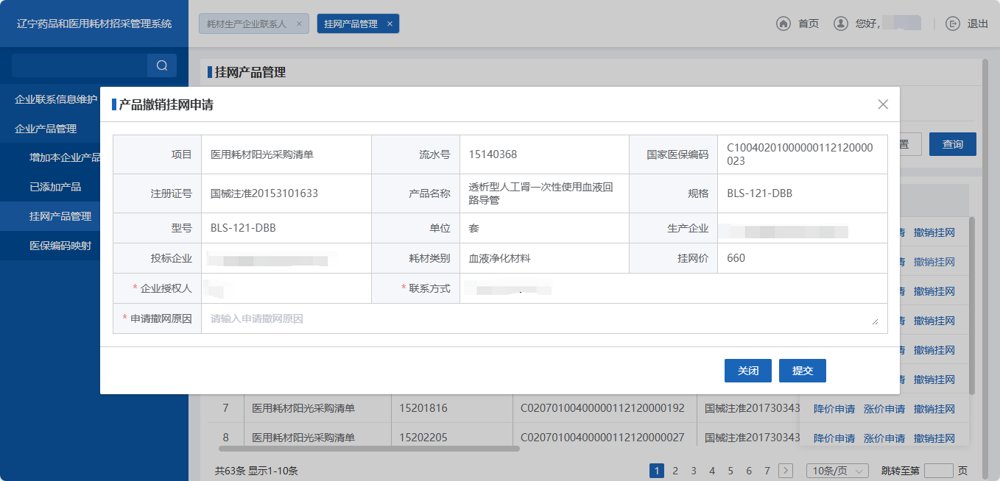 辽宁药品和医用耗材招采管理系统
耗材生产企业联系人 ×
挂网产品管理 ×
首页
您好,
退出
挂网产品管理
企业联系信息维护
企业产品管理
增加本企业产品
已添加产品
挂网产品管理
医保编码映射
置
查询
产品撤销挂网申请
项目 医用耗材阳光采购清单 流水号 15140368 国家医保编码 C10040201000000112120000
023
注册证号 国械注准20153101633 产品名称 透析型人工肾一次性使用血液回
路导管
规格 BLS-121-DBB
型号 BLS-121-DBB 单位 套 生产企业
投标企业 耗材类别 血液净化材料 挂网价 660
* 企业授权人 * 联系方式
* 申请撤网原因 请输入申请撤网原因
关闭 提交
请 撤销挂网
请 撤销挂网
请 撤销挂网
请 撤销挂网
请 撤销挂网
请 撤销挂网
7 医用耗材阳光采购清单 15201816 C02070100400000112120000192 国械注准201730343 降价申请 涨价申请 撤销挂网
8 医用耗材阳光采购清单 15202205 C02070100400000112120000027 国械注准201730343 降价申请 涨价申请 撤销挂网
共63条 显示1-10条
1 2 3 4 5 6 7 > 10条/页 跳转至第 页